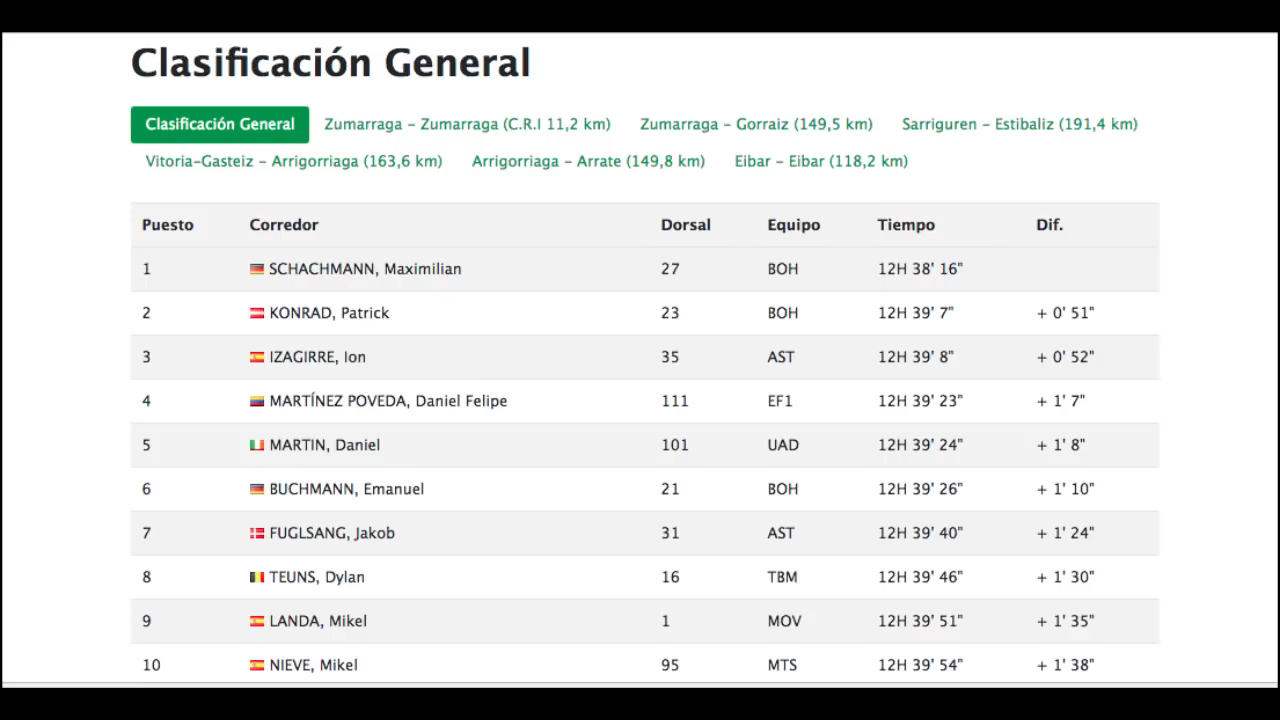 Clasificación General
Clasificación General Zumarraga - Zumarraga (C.R.I 11,2 km) Zumarraga - Gorraiz (149,5 km) Sarriguren - Estibaliz (191,4 km)
Vitoria-Gasteiz - Arrigorriaga (163,6 km) Arrigorriaga - Arrate (149,8 km) Eibar - Eibar (118,2 km)
Puesto Corredor Dorsal Equipo Tiempo Dif.
1 SCHACHMANN, Maximilian 27 BOH 12H 38' 16"
2 KONRAD, Patrick 23 BOH 12H 39' 7" + 0' 51"
3 IZAGIRRE, Ion 35 AST 12H 39' 8" + 0' 52"
4 MARTÍNEZ POVEDA, Daniel Felipe 111 EF1 12H 39' 23" + 1' 7"
5 MARTIN, Daniel 101 UAD 12H 39' 24" + 1' 8"
6 BUCHMANN, Emanuel 21 BOH 12H 39' 26" + 1' 10"
7 FUGLSANG, Jakob 31 AST 12H 39' 40" + 1' 24"
8 TEUNS, Dylan 16 TBM 12H 39' 46" + 1' 30"
9 LANDA, Mikel 1 MOV 12H 39' 51" + 1' 35"
10 NIEVE, Mikel 95 MTS 12H 39' 54" + 1' 38"